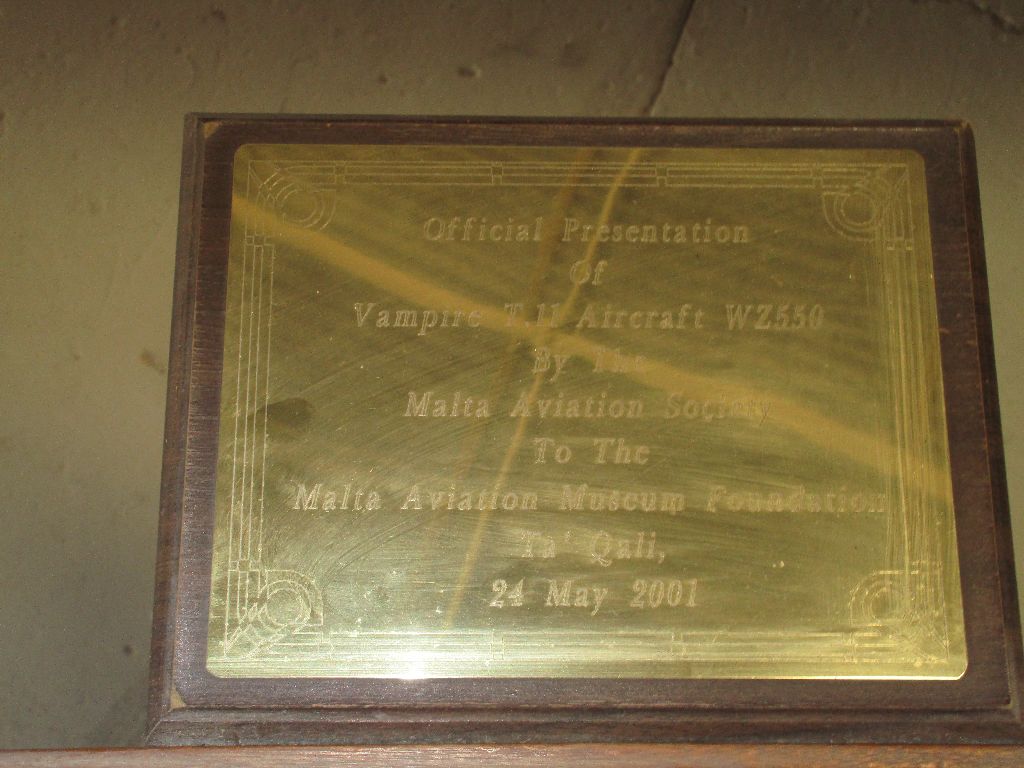 Official Presentation
Of
Vampire T.11 Aircraft WZ550
By The
Malta Aviation Society
To The
Malta Aviation Museum Foundation
Ta' Qali,
24 May 2001